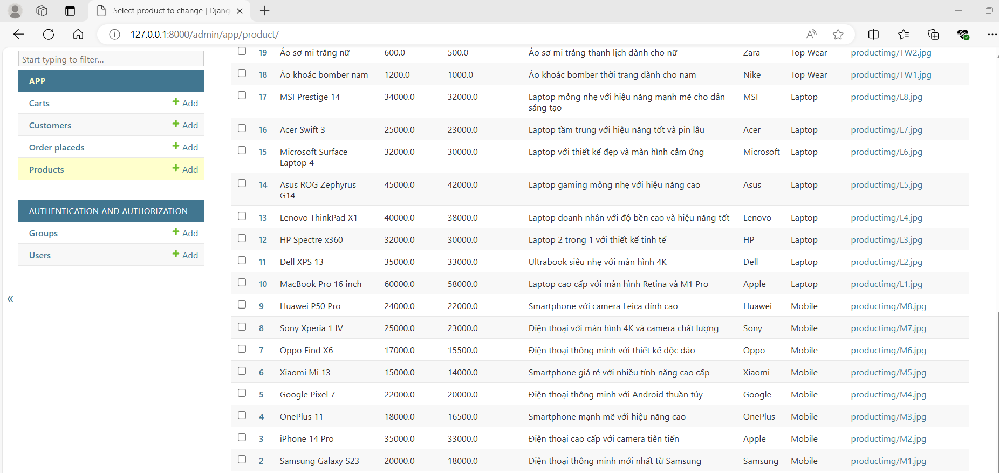 Select product to change | Djang
127.0.0.1:8000/admin/app/product/
Start typing to filter...
APP
Carts Add
Customers Add
Order placeds Add
Products Add
AUTHENTICATION AND AUTHORIZATION
Groups Add
Users Add
«
19 Áo sơ mi trắng nữ 600.0 500.0 Áo sơ mi trắng thanh lịch dành cho nữ Zara Top Wear productimg/TW2.jpg
18 Áo khoác bomber nam 1200.0 1000.0 Áo khoác bomber thời trang dành cho nam Nike Top Wear productimg/TW1.jpg
17 MSI Prestige 14 34000.0 32000.0 Laptop mỏng nhẹ với hiệu năng mạnh mẽ cho dân MSI Laptop productimg/L8.jpg
sáng tạo
16 Acer Swift 3 25000.0 23000.0 Laptop tầm trung với hiệu năng tốt và pin lâu Acer Laptop productimg/L7.jpg
15 Microsoft Surface 32000.0 30000.0 Laptop với thiết kế đẹp và màn hình cảm ứng Microsoft Laptop productimg/L6.jpg
Laptop 4
14 Asus ROG Zephyrus 45000.0 42000.0 Laptop gaming mỏng nhẹ với hiệu năng cao Asus Laptop productimg/L5.jpg
G14
13 Lenovo ThinkPad X1 40000.0 38000.0 Laptop doanh nhân với độ bền cao và hiệu năng tốt Lenovo Laptop productimg/L4.jpg
12 HP Spectre x360 32000.0 30000.0 Laptop 2 trong 1 với thiết kế tinh tế HP Laptop productimg/L3.jpg
11 Dell XPS 13 35000.0 33000.0 Ultrabook siêu nhẹ với màn hình 4K Dell Laptop productimg/L2.jpg
10 MacBook Pro 16 inch 60000.0 58000.0 Laptop cao cấp với màn hình Retina và M1 Pro Apple Laptop productimg/L1.jpg
9 Huawei P50 Pro 24000.0 22000.0 Smartphone với camera Leica đỉnh cao Huawei Mobile productimg/M8.jpg
8 Sony Xperia 1 IV 25000.0 23000.0 Điện thoại với màn hình 4K và camera chất lượng Sony Mobile productimg/M7.jpg
7 Oppo Find X6 17000.0 15500.0 Điện thoại thông minh với thiết kế độc đáo Oppo Mobile productimg/M6.jpg
6 Xiaomi Mi 13 15000.0 14000.0 Smartphone giá rẻ với nhiều tính năng cao cấp Xiaomi Mobile productimg/M5.jpg
5 Google Pixel 7 22000.0 20000.0 Điện thoại thông minh với Android thuần túy Google Mobile productimg/M4.jpg
4 OnePlus 11 18000.0 16500.0 Smartphone mạnh mẽ với hiệu năng cao OnePlus Mobile productimg/M3.jpg
3 iPhone 14 Pro 35000.0 33000.0 Điện thoại cao cấp với camera tiên tiến Apple Mobile productimg/M2.jpg
2 Samsung Galaxy S23 20000.0 18000.0 Điện thoại thông minh mới nhất từ Samsung Samsung Mobile productimg/M1.jpg